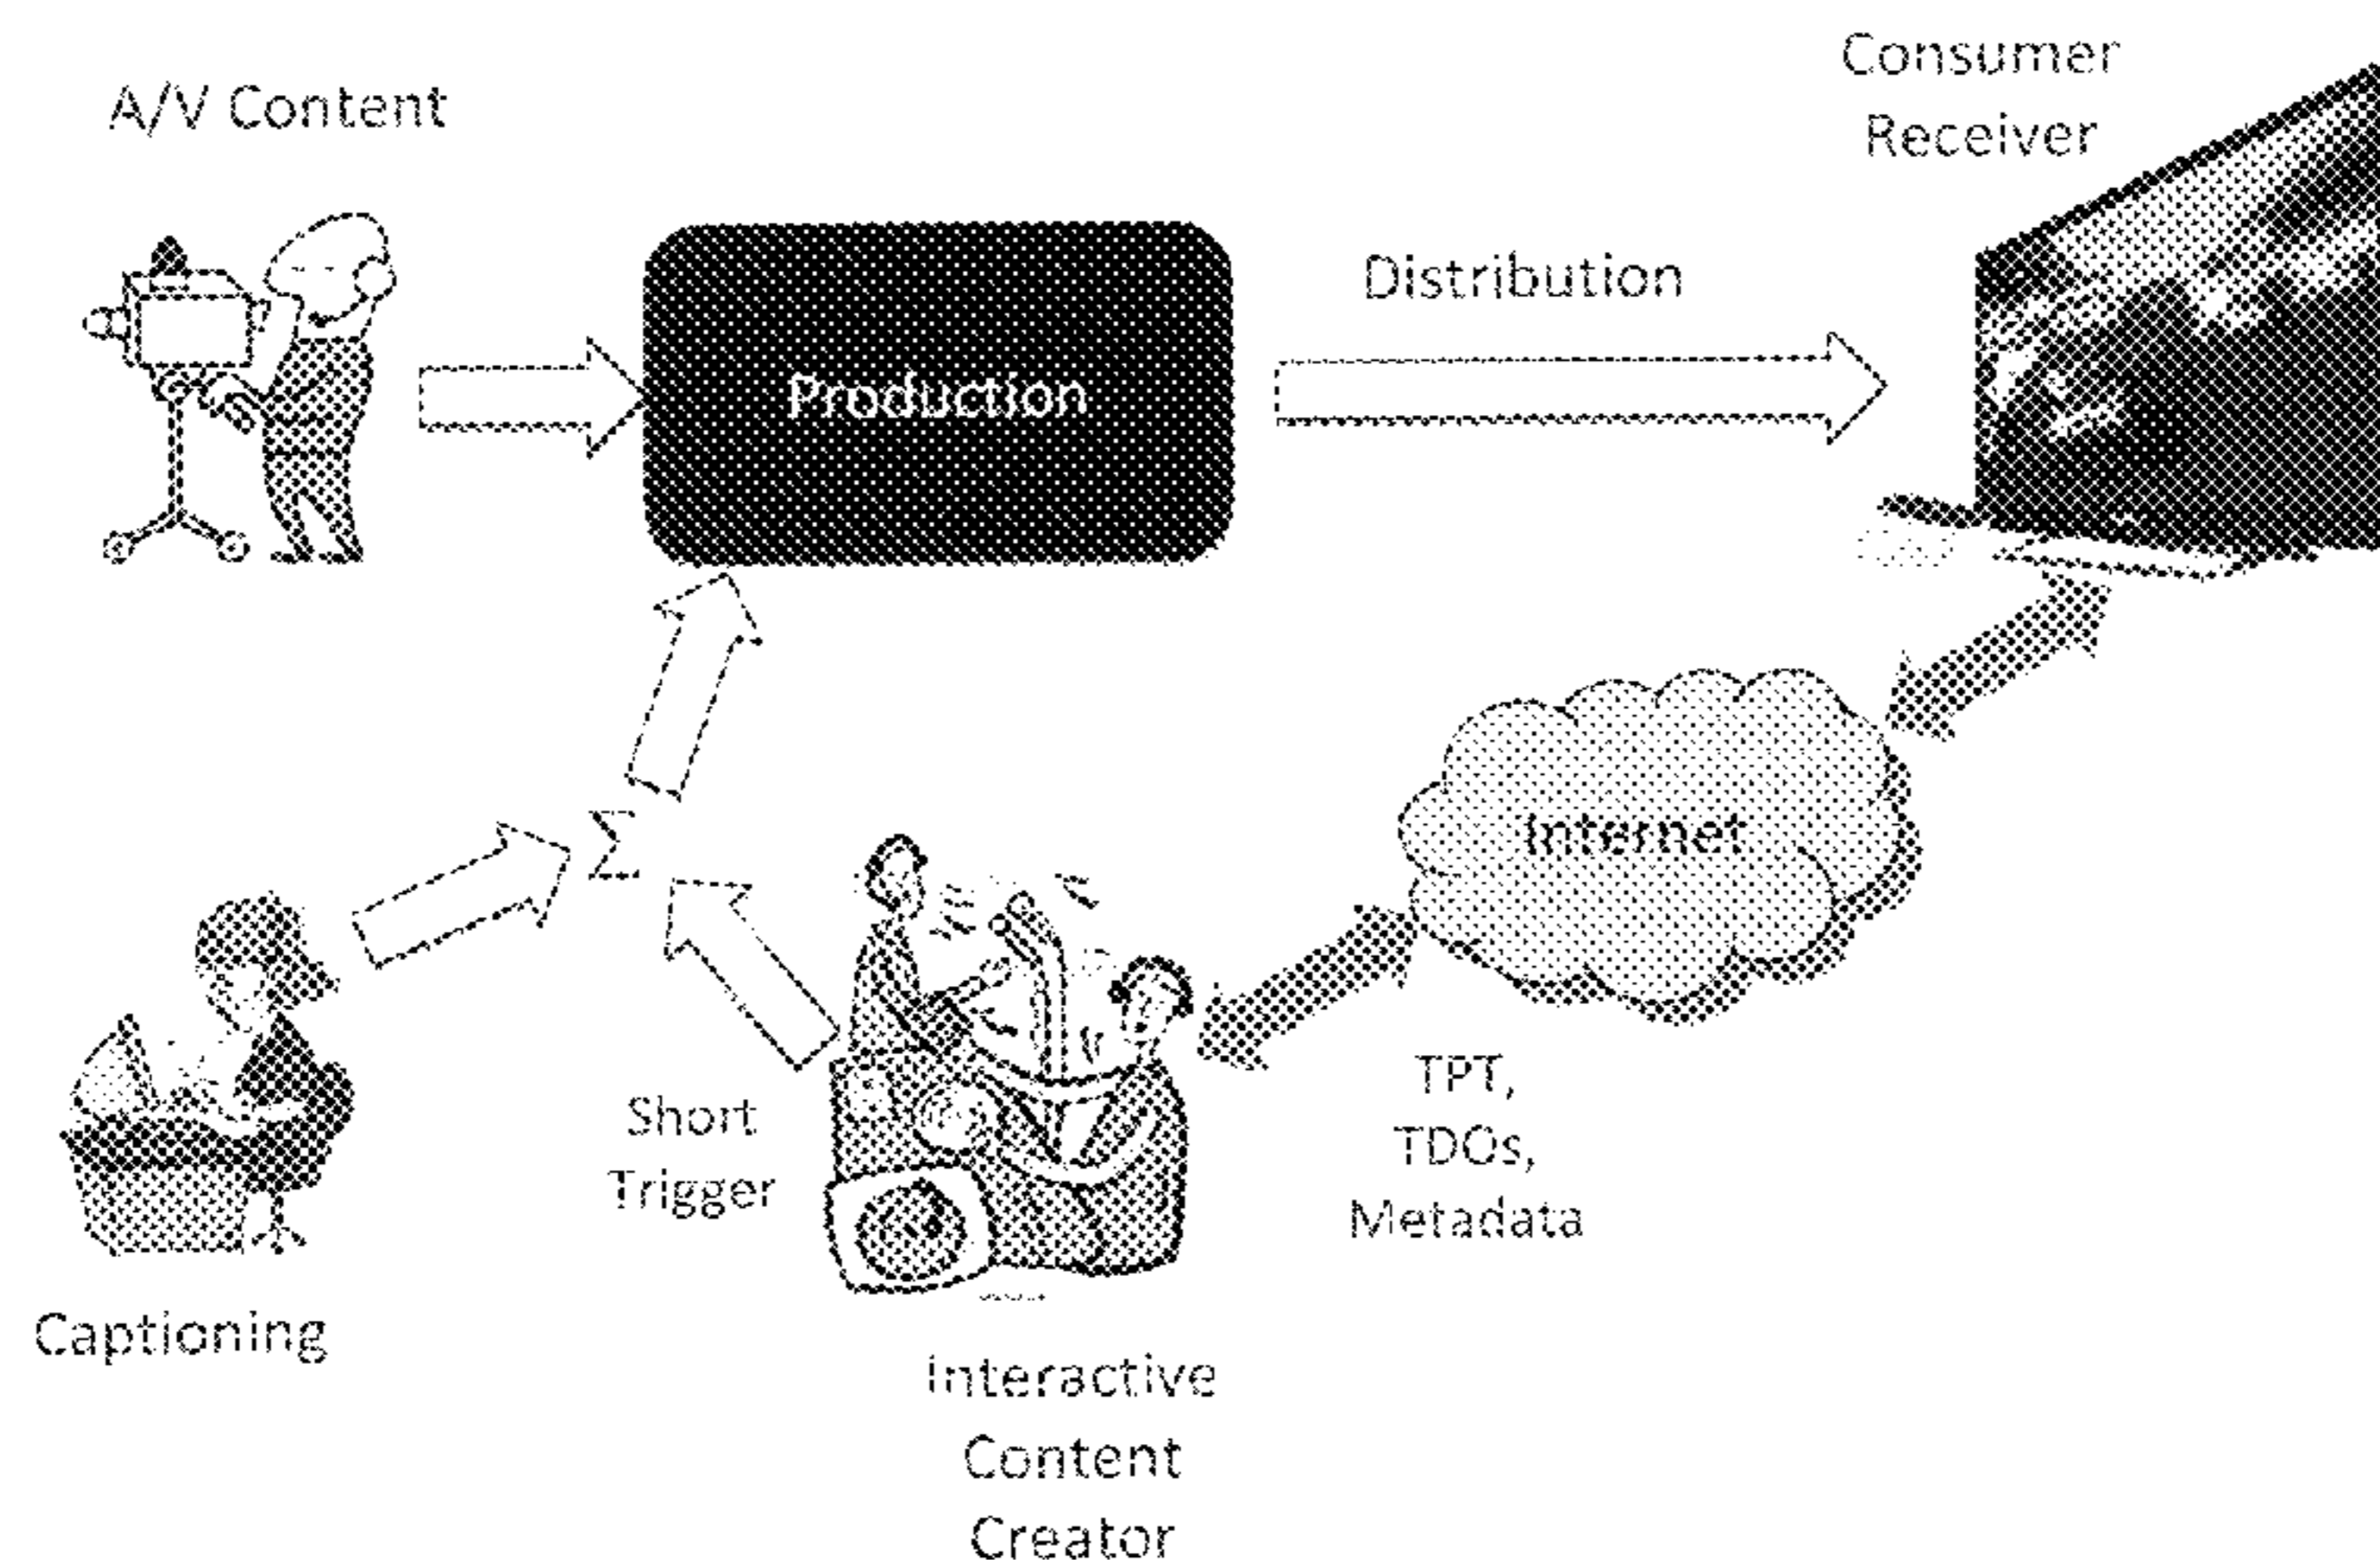 A/V Content
Consumer
Receiver
Production
Distribution
Σ
Internet
Short
Trigger
TPT,
TDOs,
Metadata
Captioning
Interactive
Content
Creator